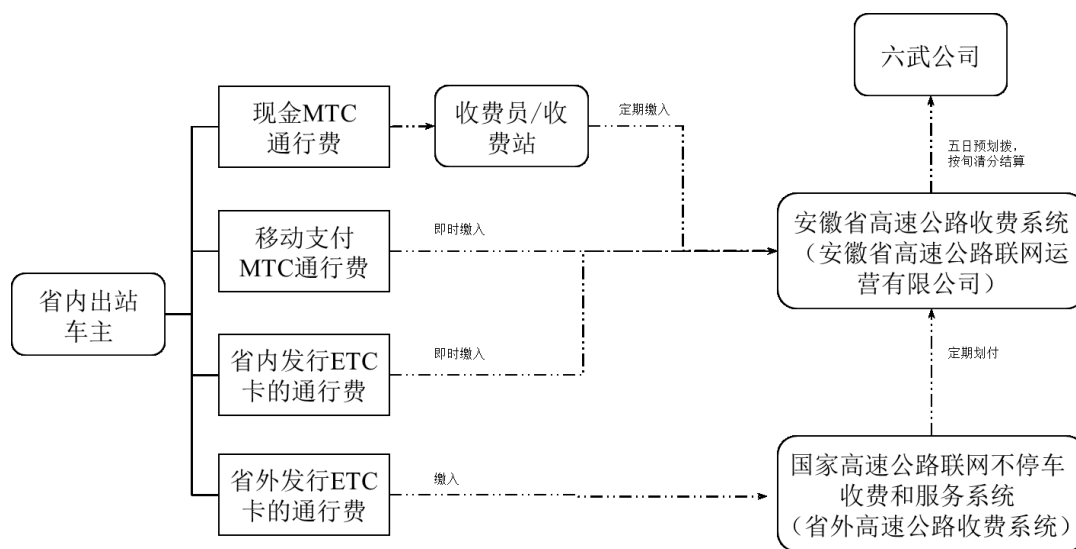 六武公司
现金MTC
通行费
收费员/收
费站
定期缴入
五日预划拨，
按旬清分结算
移动支付
MTC通行费
即时缴入
安徽省高速公路收费系统
（安徽省高速公路联网运
营有限公司）
省内出站
车主
省内发行ETC
卡的通行费
即时缴入
定期划付
省外发行ETC
卡的通行费
缴入
国家高速公路联网不停车
收费和服务系统
（省外高速公路收费系统）